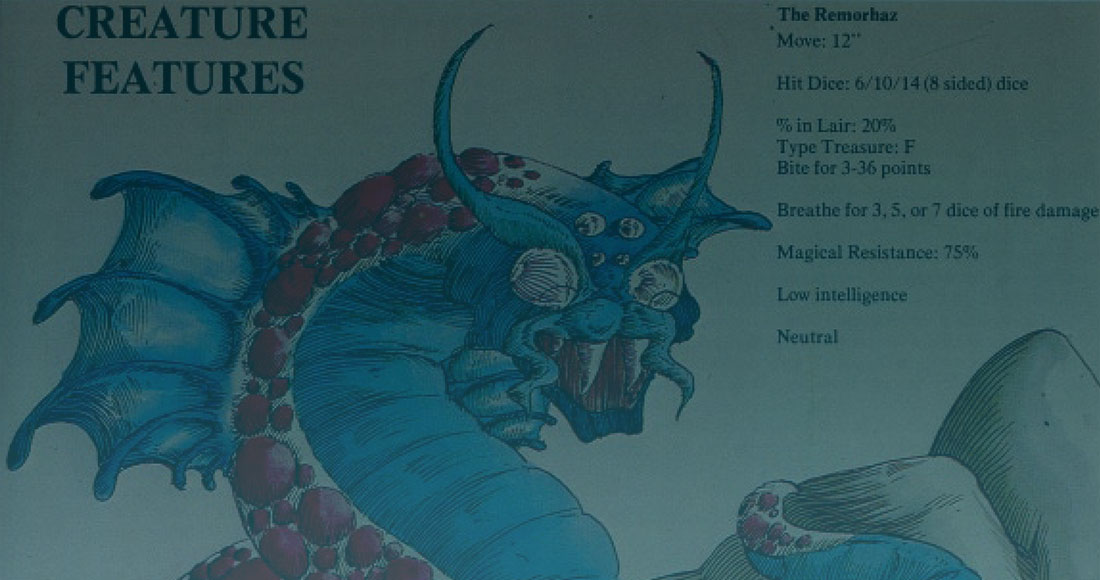 CREATURE
FEATURES
The Remorhaz
Move: 12"
Hit Dice: 6/10/14 (8 sided) dice
% in Lair: 20%
Type Treasure: F
Bite for 3-36 points
Breathe for 3, 5, or 7 dice of fire damage
Magical Resistance: 75%
Low intelligence
Neutral